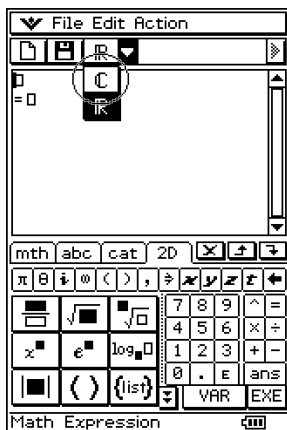 File Edit Action
ℝ
ℂ
ℝ
= □
mth abc cat 2D
π θ i ∞ ( ) , ⇒ x y z t ←
√■ ■√□ 7 8 9 ^ =
4 5 6 × ÷
x■ e■ log■□ 1 2 3 + −
0 . E ans
|■| ( ) {list} VAR EXE
Math Expression